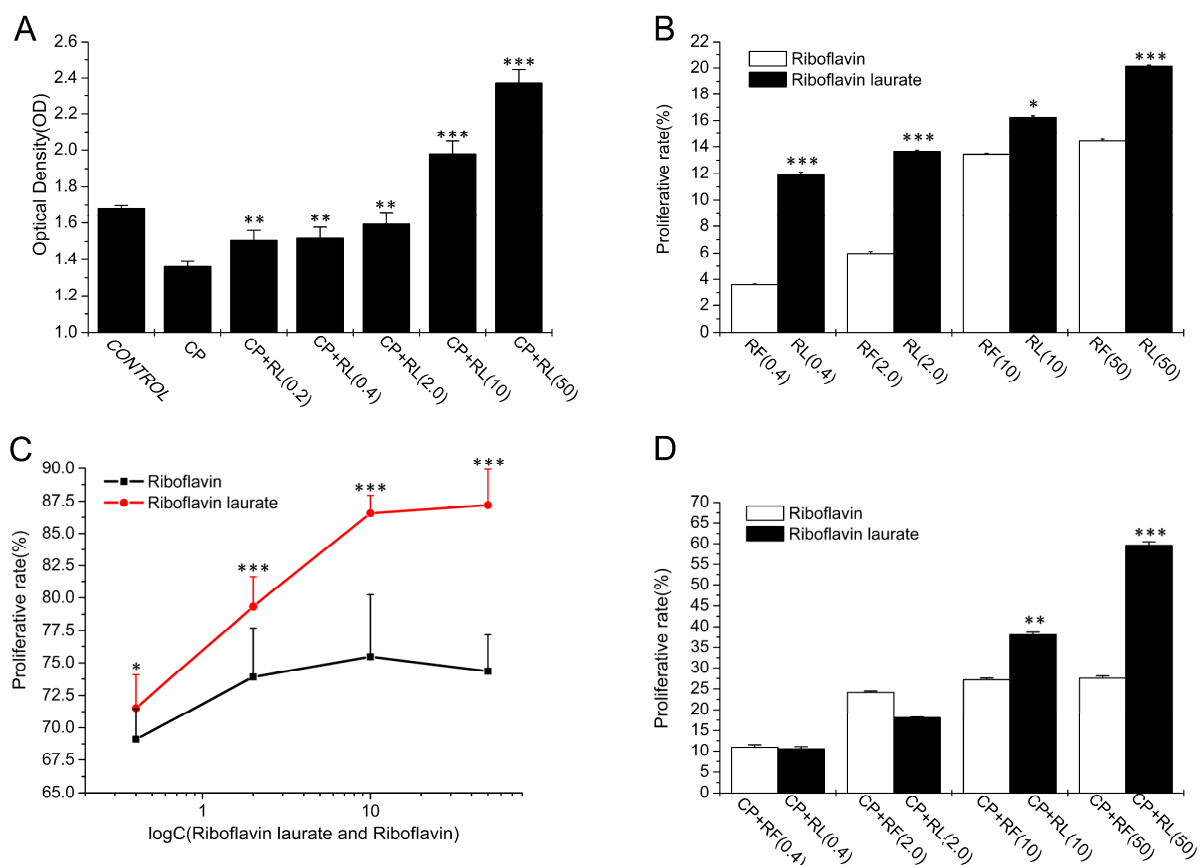 A
Optical Density(OD)
2.6
2.4
2.2
2.0
1.8
1.6
1.4
1.2
1.0
**
**
**
***
***
CONTROL
CP
CP+RL(0.2)
CP+RL(0.4)
CP+RL(2.0)
CP+RL(10)
CP+RL(50)
B
Proliferative rate(%)
22
20
18
16
14
12
10
8
6
4
2
0
Riboflavin
Riboflavin laurate
***
***
*
***
RF(0.4)
RL(0.4)
RF(2.0)
RL(2.0)
RF(10)
RL(10)
RF(50)
RL(50)
C
Proliferative rate(%)
90.0
87.5
85.0
82.5
80.0
77.5
75.0
72.5
70.0
67.5
65.0
Riboflavin
Riboflavin laurate
*
***
***
***
1
10
logC(Riboflavin laurate and Riboflavin)
D
Proliferative rate(%)
70
65
60
55
50
45
40
35
30
25
20
15
10
5
0
Riboflavin
Riboflavin laurate
**
***
CP+RF(0.4)
CP+RL(0.4)
CP+RF(2.0)
CP+RL(2.0)
CP+RF(10)
CP+RL(10)
CP+RF(50)
CP+RL(50)